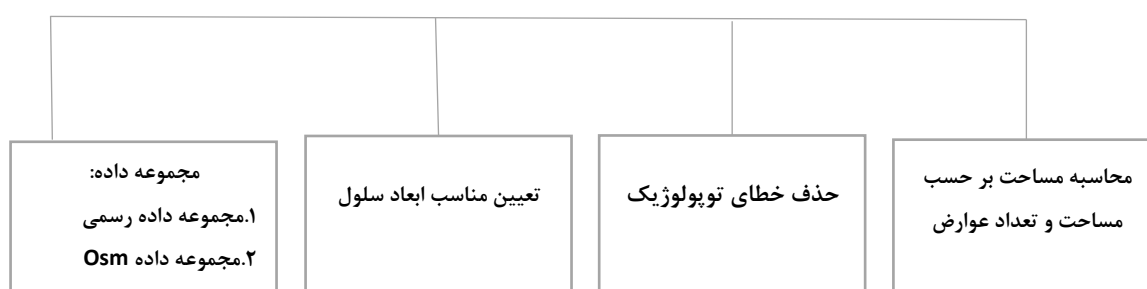 محاسبه مساحت بر حسب
مساحت و تعداد عوارض
حذف خطای توپولوژیک
تعیین مناسب ابعاد سلول
مجموعه داده:
۱.مجموعه داده رسمی
۲.مجموعه داده Osm